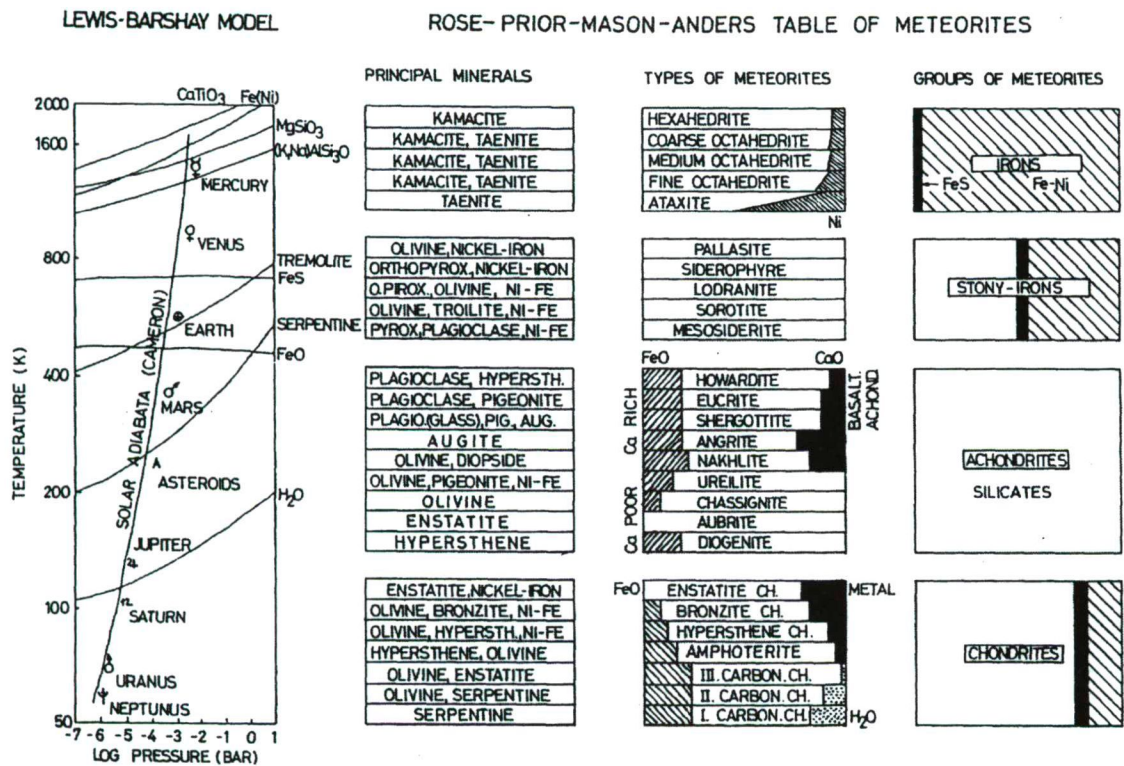 LEWIS-BARSHAY MODEL
ROSE-PRIOR-MASON-ANDERS TABLE OF METEORITES
PRINCIPAL MINERALS
TYPES OF METEORITES
GROUPS OF METEORITES
CaTiO3 Fe(Ni)
MgSiO3
(K,Na)AlSi3O
MERCURY
VENUS
TREMOLITE
FeS
EARTH
SERPENTINE
FeO
MARS
ASTEROIDS
H2O
JUPITER
SATURN
URANUS
NEPTUNUS
SOLAR ADIABATA (CAMERON)
TEMPERATURE (K)
2000
1600
800
400
200
100
50
-7 -6 -5 -4 -3 -2 -1 0 1
LOG PRESSURE (BAR)
KAMACITE
KAMACITE, TAENITE
KAMACITE, TAENITE
KAMACITE, TAENITE
TAENITE
OLIVINE, NICKEL-IRON
ORTHOPYROX, NICKEL-IRON
O.PIROX., OLIVINE, NI-FE
OLIVINE, TROILITE, NI-FE
PYROX, PLAGIOCLASE, NI-FE
PLAGIOCLASE, HYPERSTH.
PLAGIOCLASE, PIGEONITE
PLAGIO.(GLASS), PIG., AUG.
AUGITE
OLIVINE, DIOPSIDE
OLIVINE, PIGEONITE, NI-FE
OLIVINE
ENSTATITE
HYPERSTHENE
ENSTATITE, NICKEL-IRON
OLIVINE, BRONZITE, NI-FE
OLIVINE, HYPERSTH., NI-FE
HYPERSTHENE, OLIVINE
OLIVINE, ENSTATITE
OLIVINE, SERPENTINE
SERPENTINE
HEXAHEDRITE
COARSE OCTAHEDRITE
MEDIUM OCTAHEDRITE
FINE OCTAHEDRITE
ATAXITE
Ni
PALLASITE
SIDEROPHYRE
LODRANITE
SOROTITE
MESOSIDERITE
FeO CaO
Ca RICH
Ca POOR
BASALT. ACHOND.
HOWARDITE
EUCRITE
SHERGOTTITE
ANGRITE
NAKHLITE
UREILITE
CHASSIGNITE
AUBRITE
DIOGENITE
FeO
METAL
ENSTATITE CH.
BRONZITE CH.
HYPERSTHENE CH.
AMPHOTERITE
III. CARBON. CH.
II. CARBON. CH.
I. CARBON. CH.
H2O
IRONS
FeS Fe-Ni
STONY-IRONS
ACHONDRITES
SILICATES
CHONDRITES